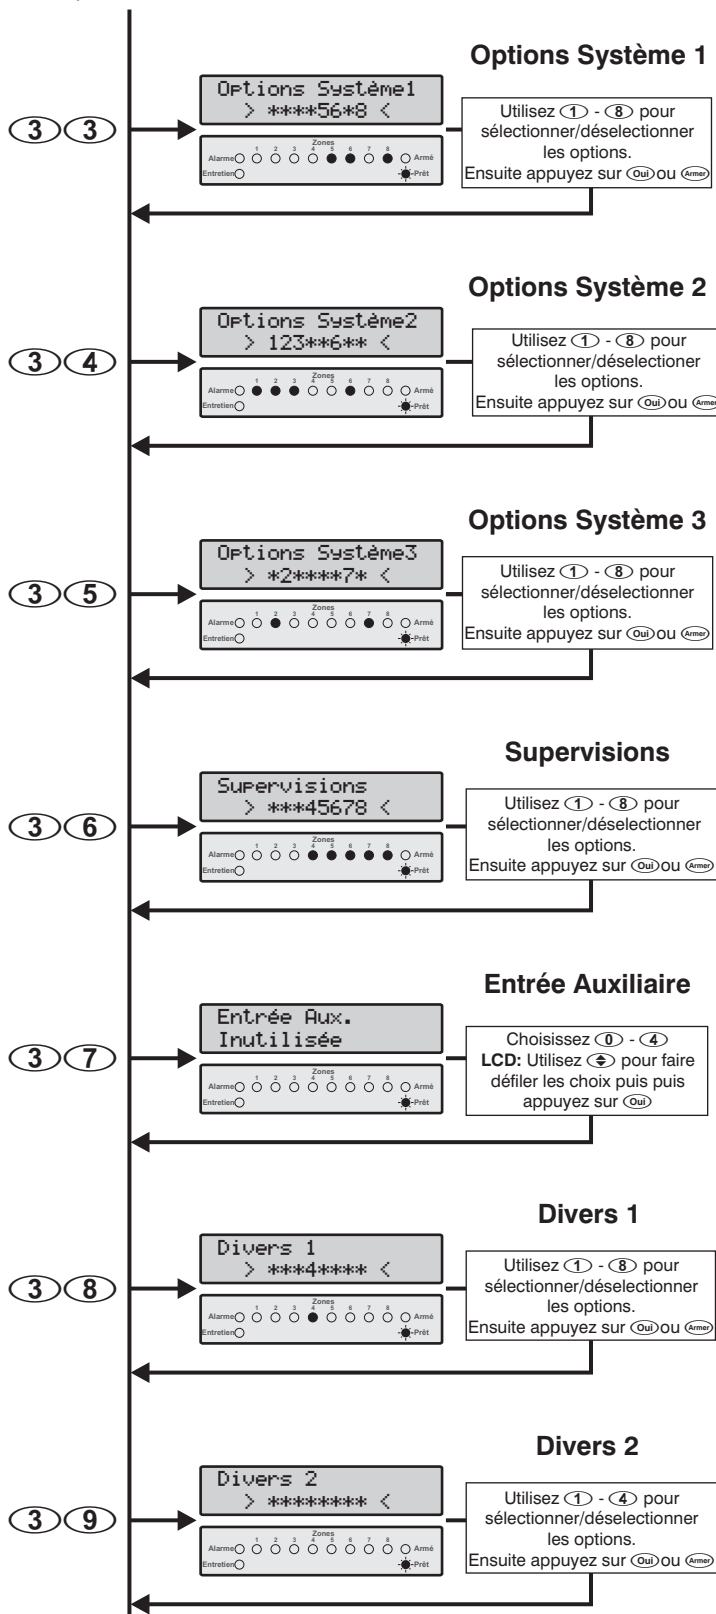 Options Système 1
3 3
Options Système1
> ****56*8 <
Zones
1 2 3 4 5 6 7 8
Alarme Armé
Entretien Prêt
Utilisez 1 - 8 pour
sélectionner/déselectionner
les options.
Ensuite appuyez sur Oui ou Armer
Options Système 2
3 4
Options Système2
> 123**6** <
Zones
1 2 3 4 5 6 7 8
Alarme Armé
Entretien Prêt
Utilisez 1 - 8 pour
sélectionner/déselectioner
les options.
Ensuite appuyez sur Oui ou Armer
Options Système 3
3 5
Options Système3
> *2****7* <
Zones
1 2 3 4 5 6 7 8
Alarme Armé
Entretien Prêt
Utilisez 1 - 8 pour
sélectionner/déselectionner
les options.
Ensuite appuyez sur Oui ou Armer
Supervisions
3 6
Supervisions
> ***45678 <
Zones
1 2 3 4 5 6 7 8
Alarme Armé
Entretien Prêt
Utilisez 1 - 8 pour
sélectionner/déselectionner
les options.
Ensuite appuyez sur Oui ou Armer
Entrée Auxiliaire
3 7
Entrée Aux.
Inutilisée
Zones
1 2 3 4 5 6 7 8
Alarme Armé
Entretien Prêt
Choisissez 0 - 4
LCD: Utilisez pour faire
défiler les choix puis puis
appuyez sur Oui
Divers 1
3 8
Divers 1
> ***4**** <
Zones
1 2 3 4 5 6 7 8
Alarme Armé
Entretien Prêt
Utilisez 1 - 8 pour
sélectionner/déselectionner
les options.
Ensuite appuyez sur Oui ou Armer
Divers 2
3 9
Divers 2
> ******** <
Zones
1 2 3 4 5 6 7 8
Alarme Armé
Entretien Prêt
Utilisez 1 - 4 pour
sélectionner/déselectionner
les options.
Ensuite appuyez sur Oui ou Armer